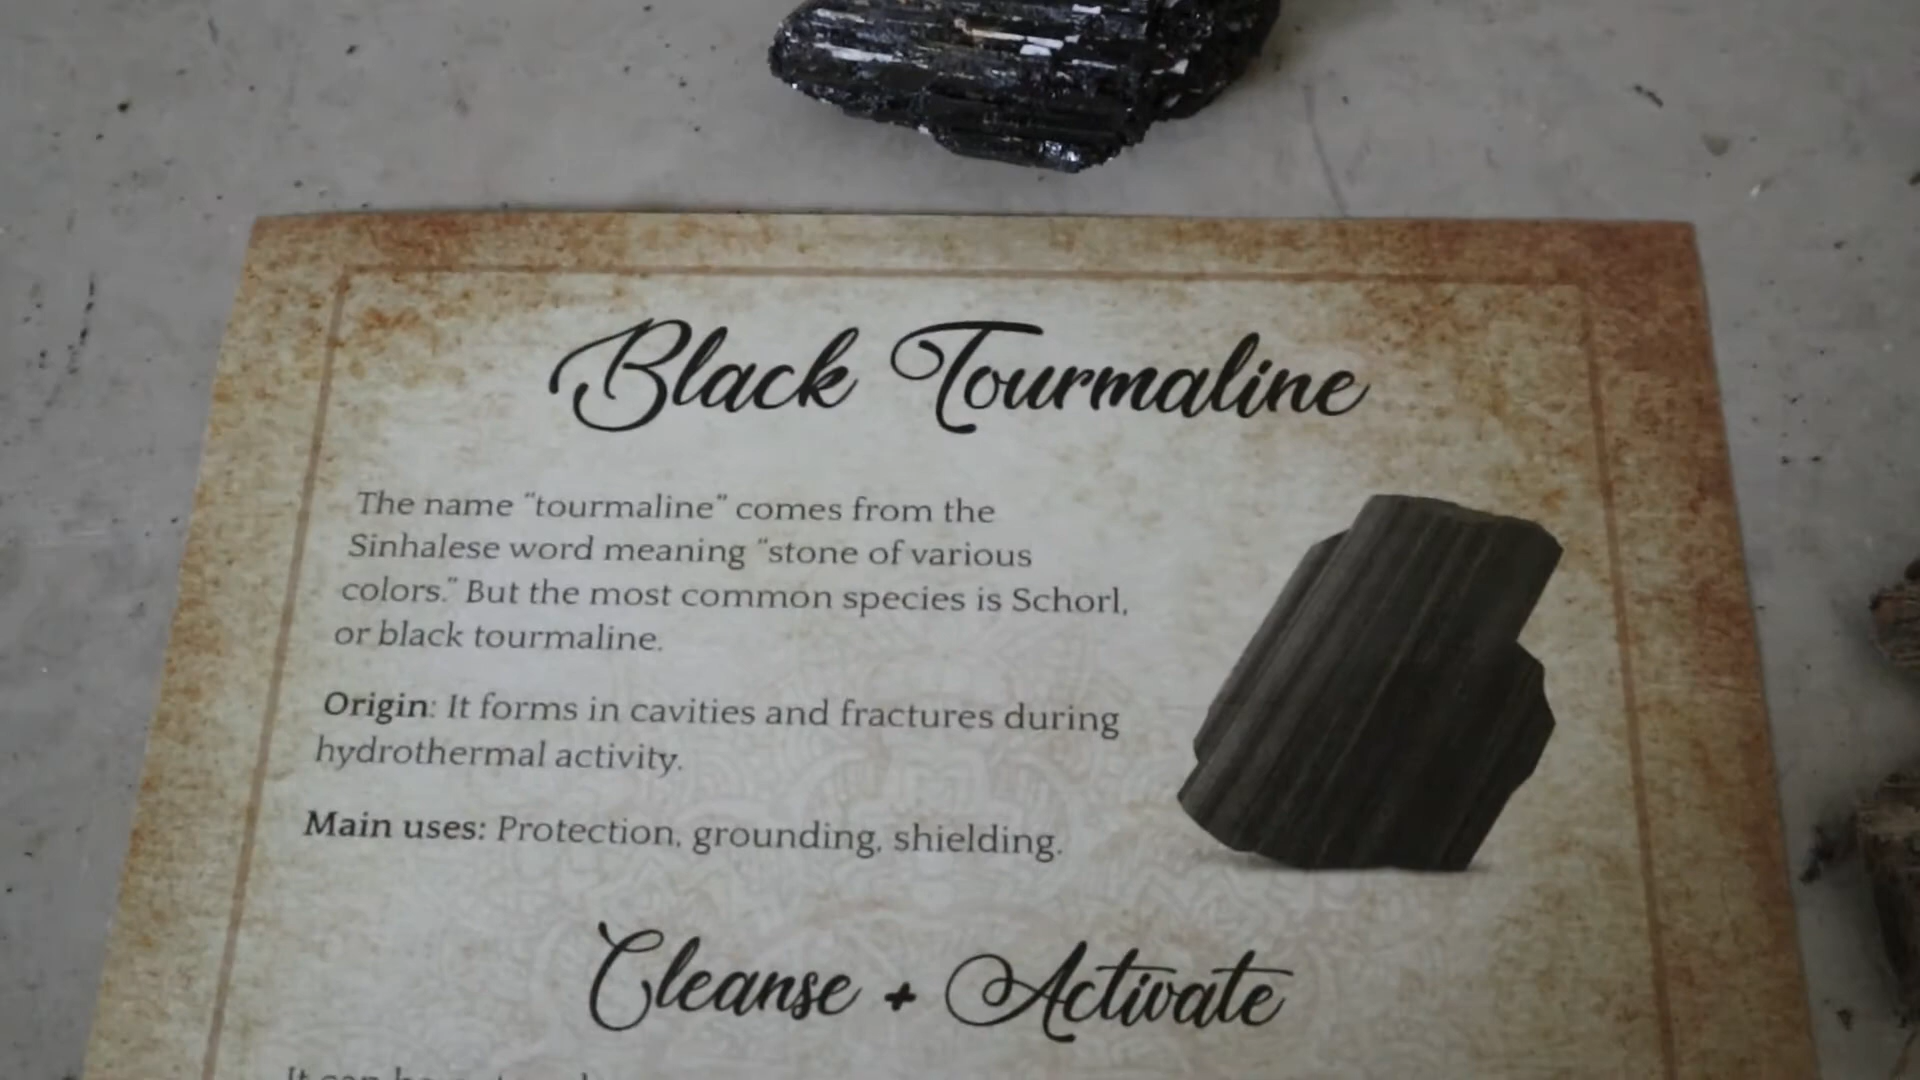 Black Tourmaline
The name “tourmaline” comes from the
Sinhalese word meaning “stone of various
colors.” But the most common species is Schorl,
or black tourmaline.
Origin: It forms in cavities and fractures during
hydrothermal activity.
Main uses: Protection, grounding, shielding.
Cleanse + Activate
It can